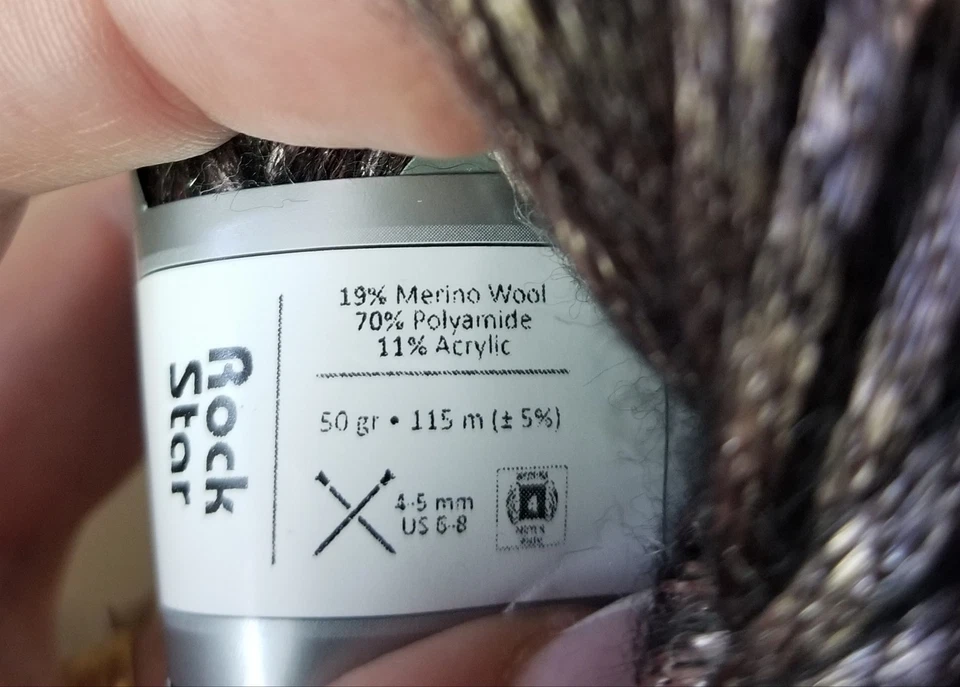 Rock
Star
19% Merino Wool
70% Polyamide
11% Acrylic
50 gr • 115 m (± 5%)
4-5 mm
US 6-8
4